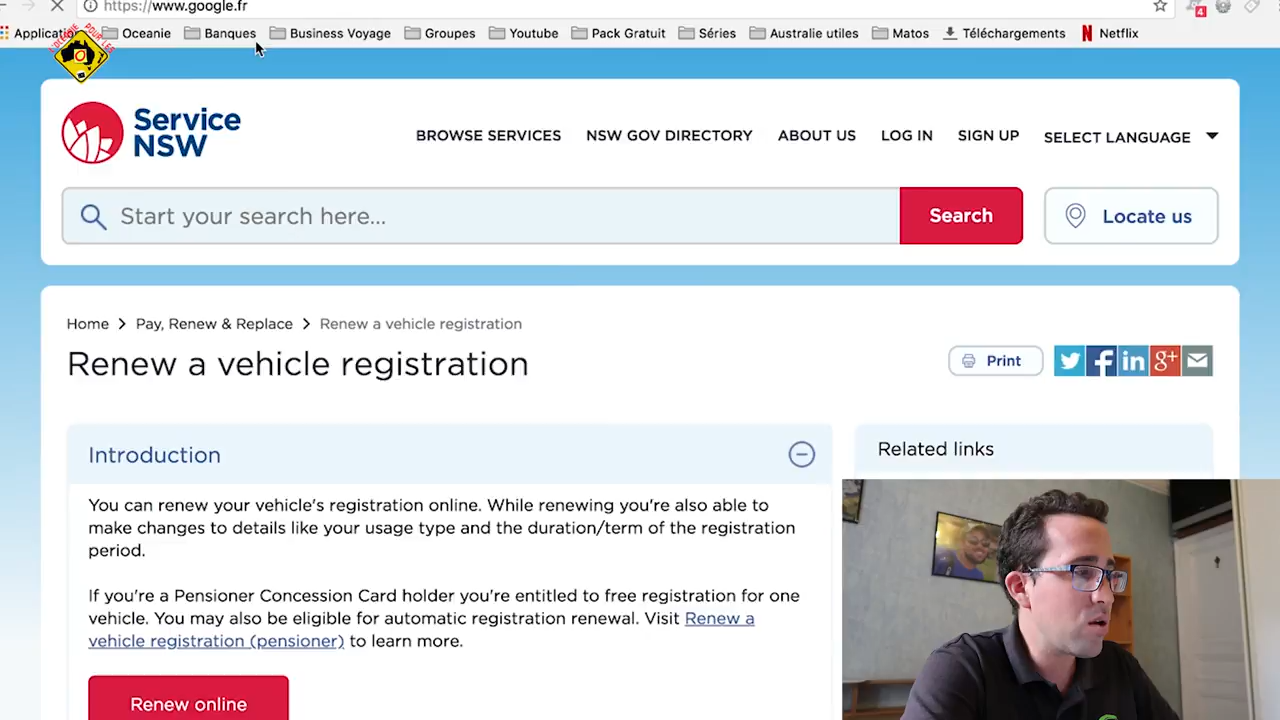 https://www.google.fr
4
Oceanie Banques Business Voyage Groupes Youtube Pack Gratuit Séries Australie utiles Matos Téléchargements Netflix
POUR LES
Service
NSW
BROWSE SERVICES NSW GOV DIRECTORY ABOUT US LOG IN SIGN UP SELECT LANGUAGE
Start your search here...
Search
Locate us
Home Pay, Renew & Replace Renew a vehicle registration
Renew a vehicle registration
Print
Introduction
Related links
You can renew your vehicle's registration online. While renewing you're also able to
make changes to details like your usage type and the duration/term of the registration
period.
If you're a Pensioner Concession Card holder you're entitled to free registration for one
vehicle. You may also be eligible for automatic registration renewal. Visit Renew a
vehicle registration (pensioner) to learn more.
Renew online